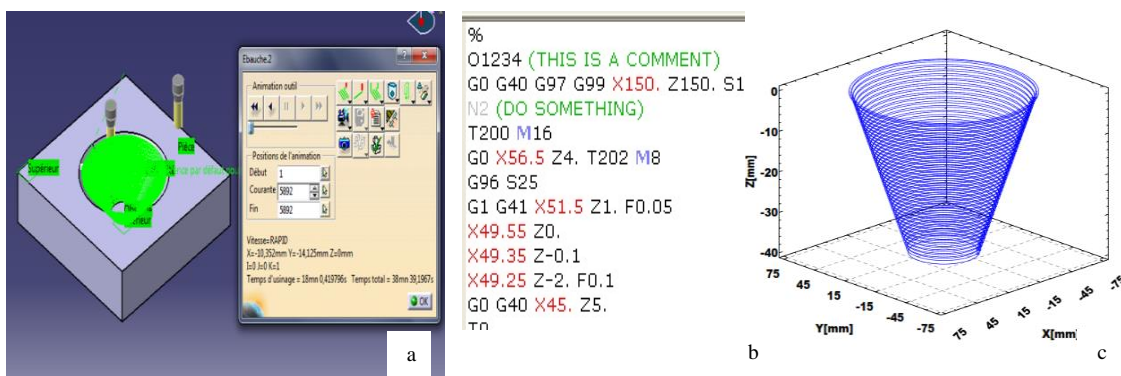 Ebauche.2
Animation outil
Positions de l'animation
Début 1
Courante 5892
Fin 5892
Vitesse=RAPID
X=-10,352mm Y=-14,125mm Z=0mm
I=0 J=0 K=1
Temps d'usinage = 18mn 0,419796s Temps total = 38mn 39,1967s
OK
Supérieur
Pièce
a
%
O1234 (THIS IS A COMMENT)
G0 G40 G97 G99 X150. Z150. S1
N2 (DO SOMETHING)
T200 M16
G0 X56.5 Z4. T202 M8
G96 S25
G1 G41 X51.5 Z1. F0.05
X49.55 Z0.
X49.35 Z-0.1
X49.25 Z-2. F0.1
G0 G40 X45. Z5.
T0
b
Z[mm]
0
-10
-20
-30
-40
75 45 15 -15 -45 -75
Y[mm]
75 45 15 -15 -45 -75
X[mm]
c